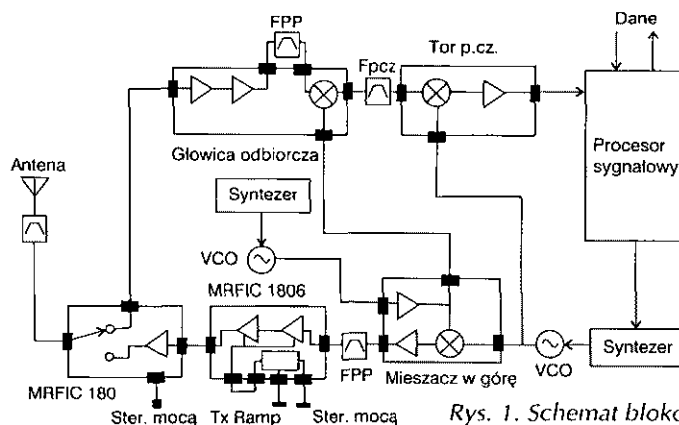 FPP
Fpcz
Tor p.cz.
Dane
Głowica odbiorcza
Procesor
sygnałowy
Antena
Syntezer
VCO
MRFIC 1806
MRFIC 180
Ster. mocą
Tx Ramp
Ster. mocą
FPP
Mieszacz w górę
VCO
Syntezer
Rys. 1. Schemat bloko